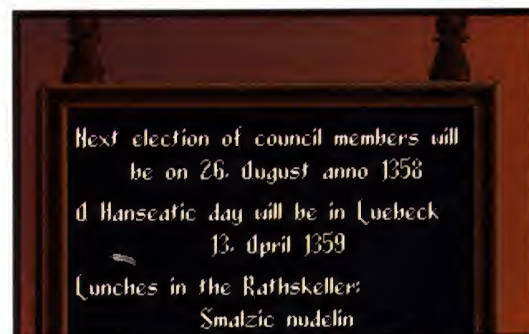 Next election of council members will
be on 26. August anno 1358
A Hanseatic day will be in Luebeck
13. April 1359
Lunches in the Rathskeller:
Smalzic nudelin